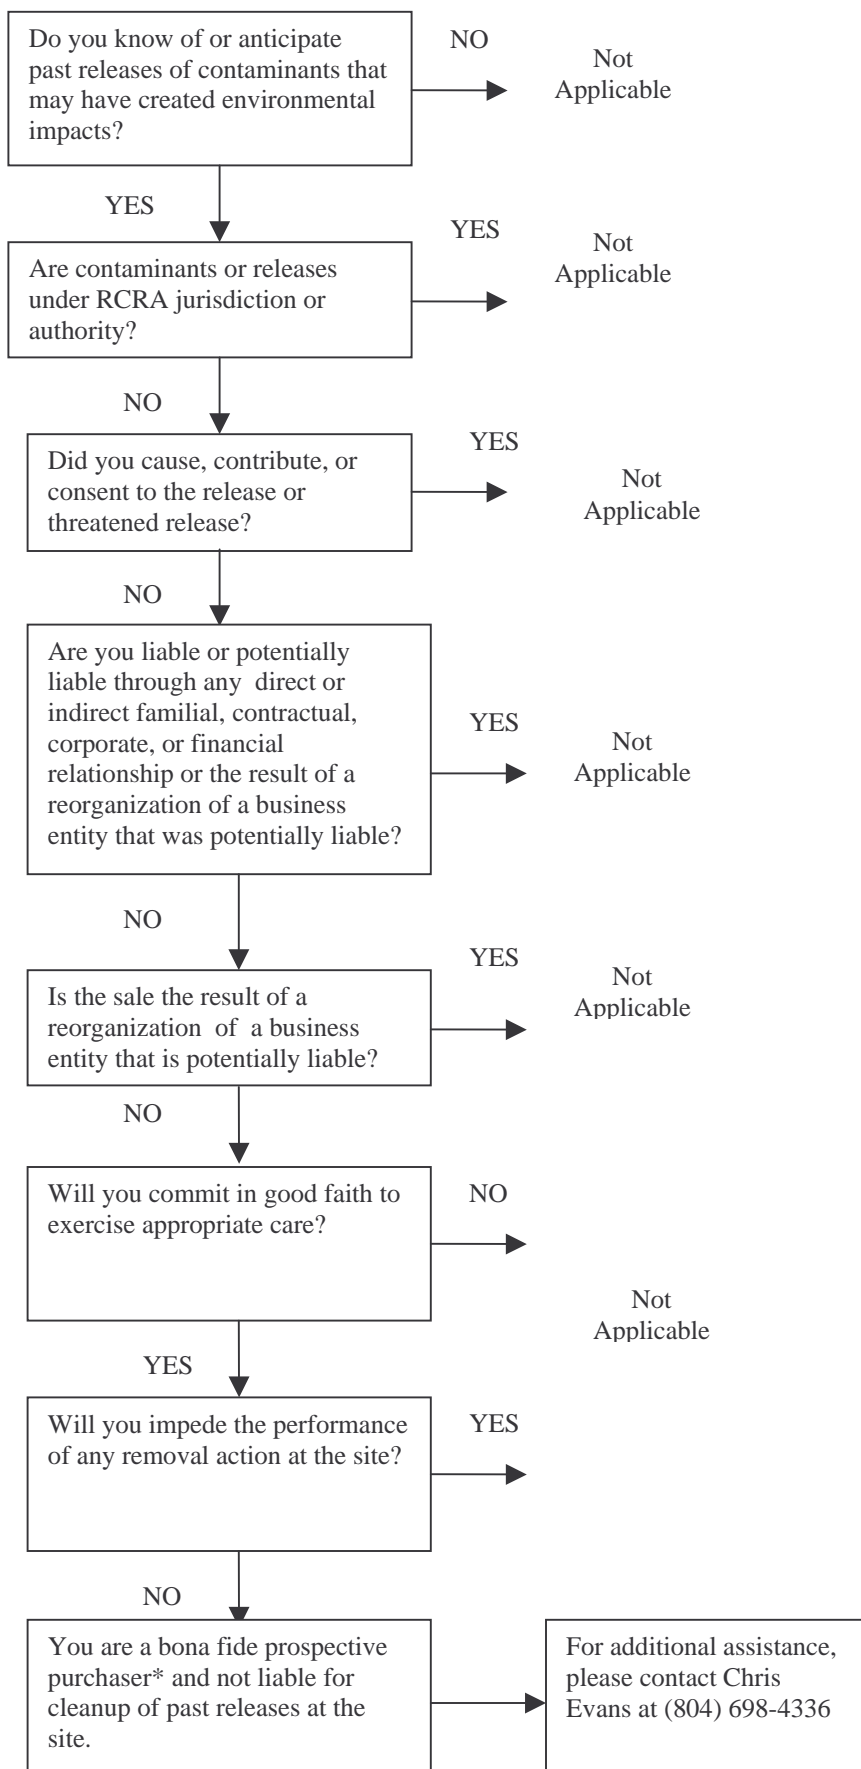 Do you know of or anticipate
past releases of contaminants that
may have created environmental
impacts?
NO
Not
Applicable
YES
Are contaminants or releases
under RCRA jurisdiction or
authority?
YES
Not
Applicable
NO
Did you cause, contribute, or
consent to the release or
threatened release?
YES
Not
Applicable
NO
Are you liable or potentially
liable through any direct or
indirect familial, contractual,
corporate, or financial
relationship or the result of a
reorganization of a business
entity that was potentially liable?
YES
Not
Applicable
NO
Is the sale the result of a
reorganization of a business
entity that is potentially liable?
YES
Not
Applicable
NO
Will you commit in good faith to
exercise appropriate care?
NO
Not
Applicable
YES
Will you impede the performance
of any removal action at the site?
YES
NO
You are a bona fide prospective
purchaser* and not liable for
cleanup of past releases at the
site.
For additional assistance,
please contact Chris
Evans at (804) 698-4336